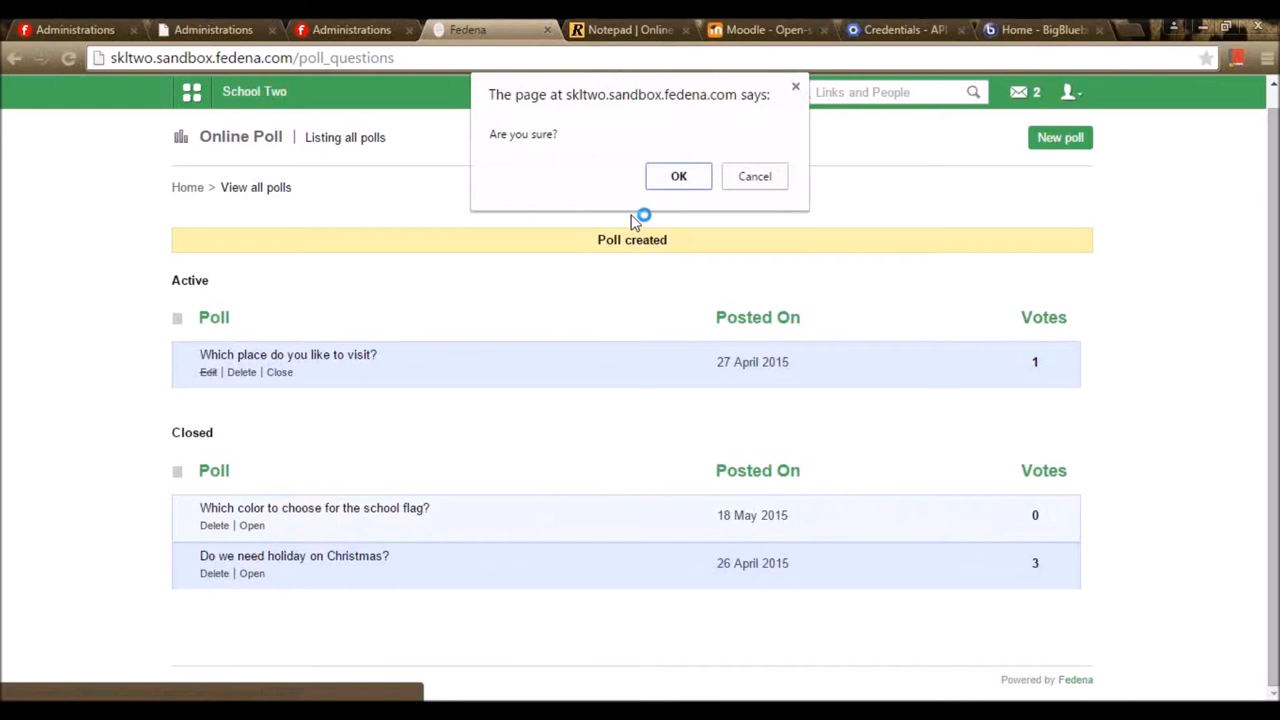 Administrations
Administrations
Administrations
Fedena
Notepad | Online
Moodle - Open-s
Credentials - API
Home - BigBlueb
skltwo.sandbox.fedena.com/poll_questions
School Two
Links and People
2
The page at skltwo.sandbox.fedena.com says:
Are you sure?
OK
Cancel
Online Poll | Listing all polls
New poll
Home > View all polls
Poll created
Active
Poll Posted On Votes
Which place do you like to visit?
27 April 2015 1
Edit | Delete | Close
Closed
Poll Posted On Votes
Which color to choose for the school flag?
18 May 2015 0
Delete | Open
Do we need holiday on Christmas?
26 April 2015 3
Delete | Open
Powered by Fedena